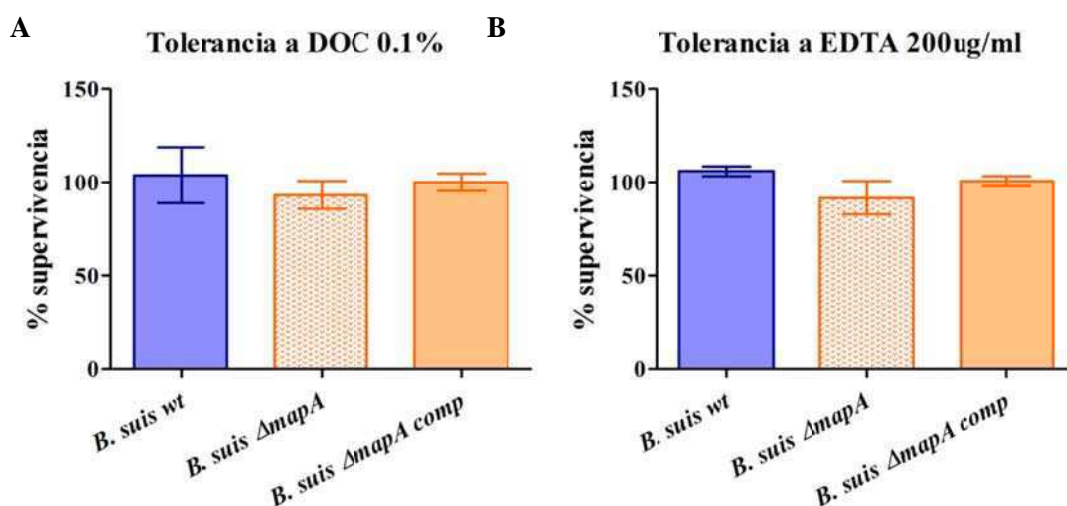 A
Tolerancia a DOC 0.1%
% supervivencia
150
100
50
0
B. suis wt
B. suis ΔmapA
B. suis ΔmapA comp
B
Tolerancia a EDTA 200ug/ml
% supervivencia
150
100
50
0
B. suis wt
B. suis ΔmapA
B. suis ΔmapA comp